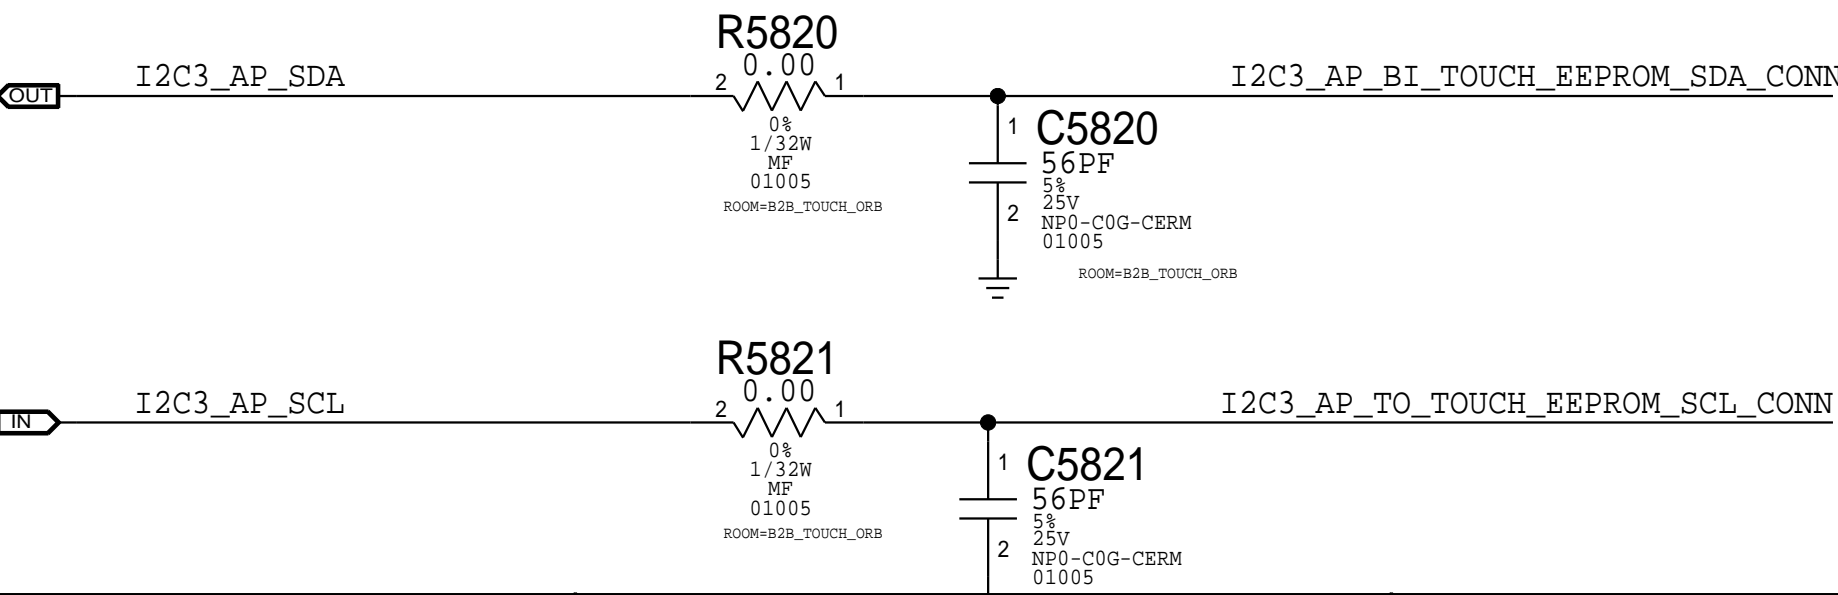 R5820
0.00
I2C3_AP_SDA
2
1
I2C3_AP_BI_TOUCH_EEPROM_SDA_CONN
OUT
0%
1/32W
MF
01005
ROOM=B2B_TOUCH_ORB
1
C5820
56PF
5%
25V
2
NP0-C0G-CERM
01005
ROOM=B2B_TOUCH_ORB
R5821
0.00
I2C3_AP_SCL
2
1
I2C3_AP_TO_TOUCH_EEPROM_SCL_CONN
IN
0%
1/32W
MF
01005
ROOM=B2B_TOUCH_ORB
1
C5821
56PF
5%
25V
2
NP0-C0G-CERM
01005